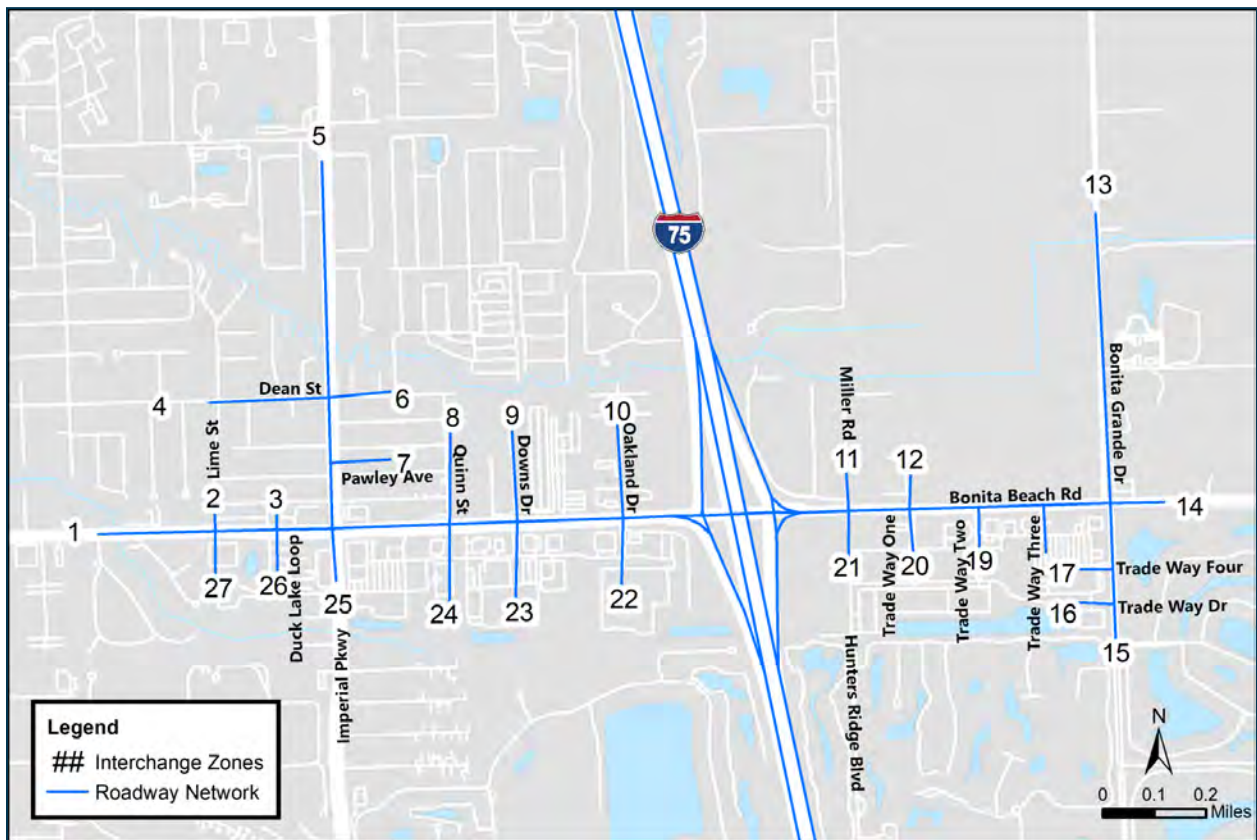 5
13
75
Dean St
4
6
Lime St
2
3
7
Pawley Ave
8
Quinn St
9
Downs Dr
10
Oakland Dr
Miller Rd
11
12
Bonita Grande Dr
Bonita Beach Rd
14
1
27
26
Duck Lake Loop
25
Imperial Pkwy
24
23
22
21
Hunters Ridge Blvd
Trade Way One
20
Trade Way Two
19
Trade Way Three
17
Trade Way Four
16
Trade Way Dr
15
Legend
## Interchange Zones
Roadway Network
N
0 0.1 0.2
Miles